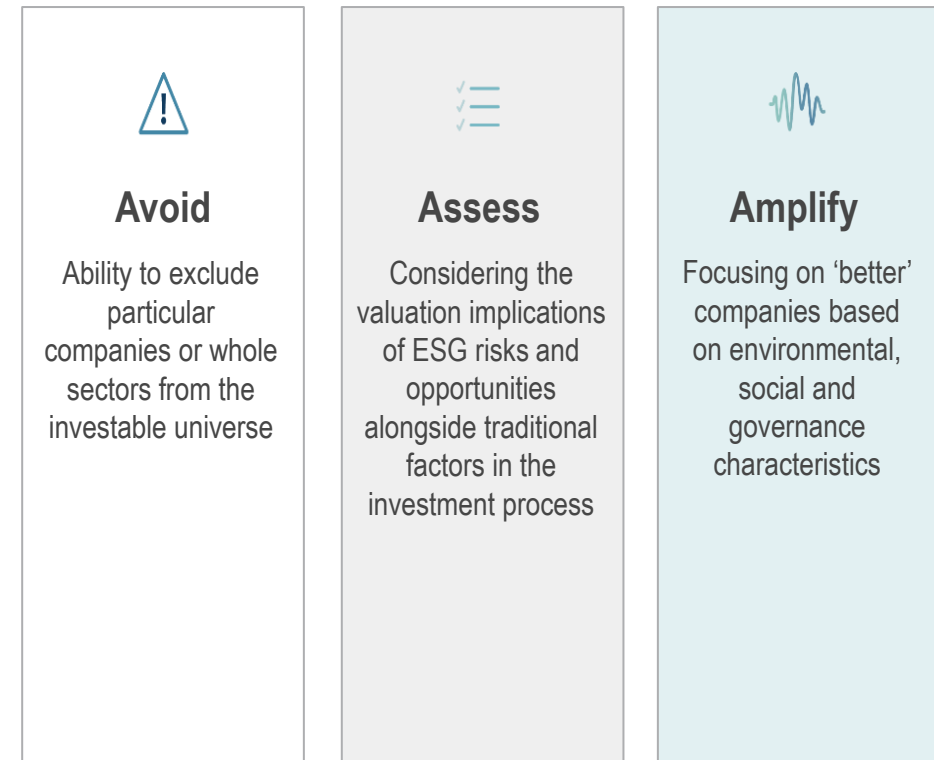 Avoid
Ability to exclude
particular
companies or whole
sectors from the
investable universe
Assess
Considering the
valuation implications
of ESG risks and
opportunities
alongside traditional
factors in the
investment process
Amplify
Focusing on ‘better’
companies based
on environmental,
social and
governance
characteristics